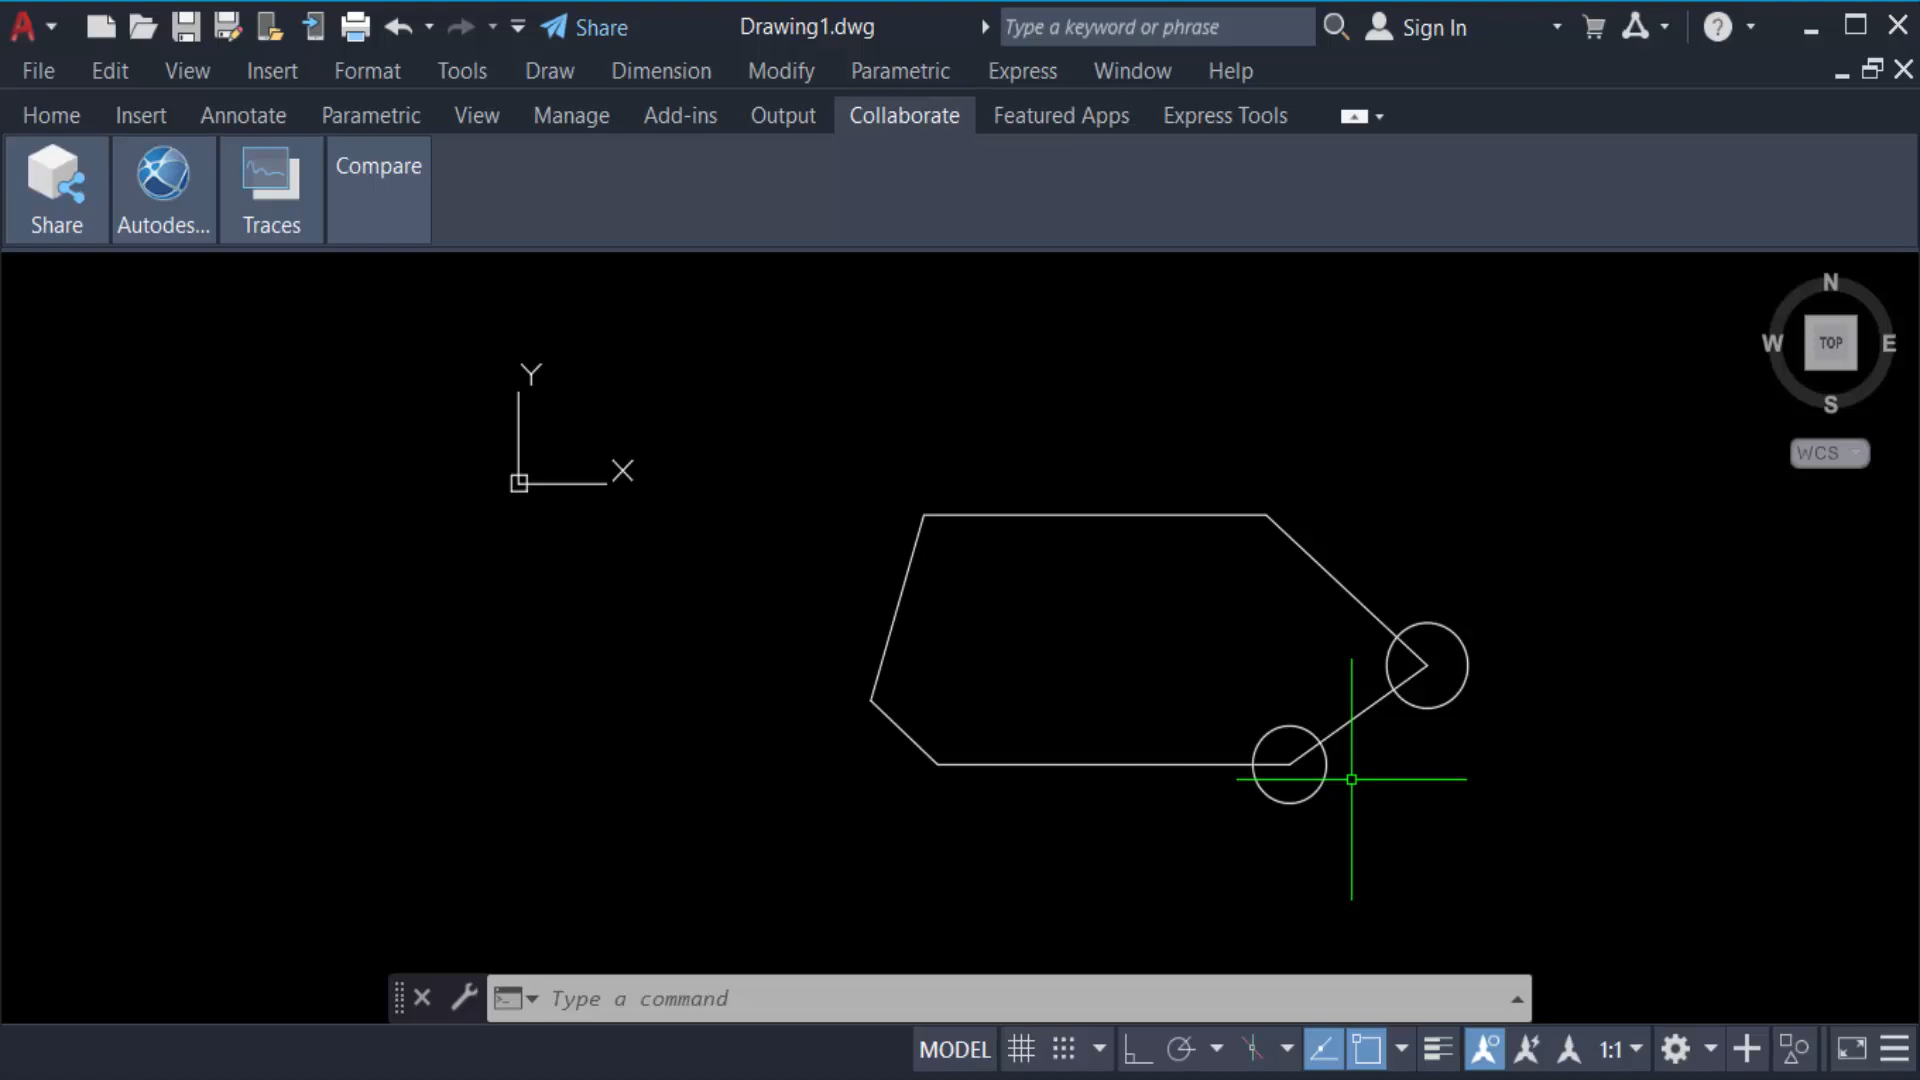 Share
Drawing1.dwg
Type a keyword or phrase
Sign In
File Edit View Insert Format Tools Draw Dimension Modify Parametric Express Window Help
Home Insert Annotate Parametric View Manage Add-ins Output Collaborate Featured Apps Express Tools
Compare
Share Autodes... Traces
N
W TOP E
S
WCS
Y
X
Type a command
MODEL 1:1